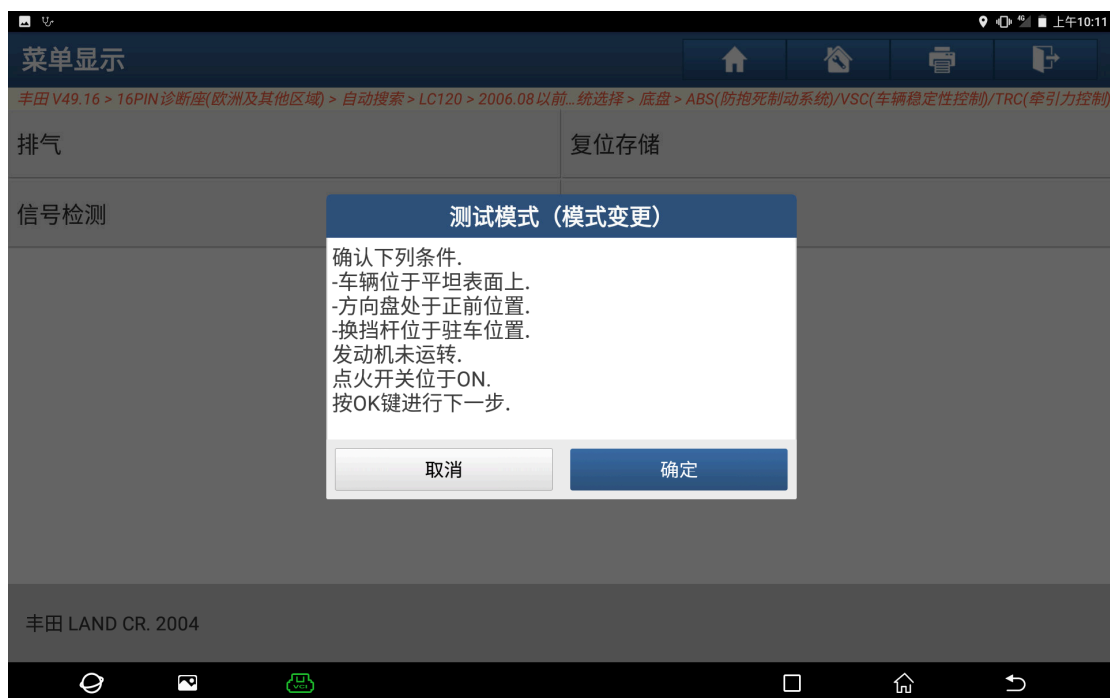 上午10:11
菜单显示
丰田 V49.16 > 16PIN诊断座(欧洲及其他区域) > 自动搜索 > LC120 > 2006.08以前...统选择 > 底盘 > ABS(防抱死制动系统)/VSC(车辆稳定性控制)/TRC(牵引力控制)
排气
复位存储
信号检测
测试模式（模式变更）
确认下列条件.
-车辆位于平坦表面上.
-方向盘处于正前位置.
-换挡杆位于驻车位置.
发动机未运转.
点火开关位于ON.
按OK键进行下一步.
取消
确定
丰田 LAND CR. 2004
VCI